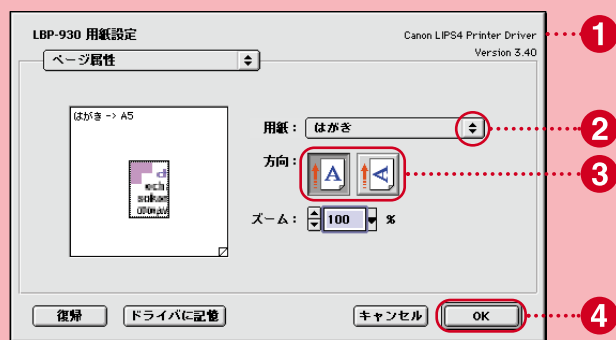 LBP-930 用紙設定
Canon LIPS4 Printer Driver
Version 3.40
ページ属性
はがき -> A5
用紙： はがき
方向：
A A
ズーム： 100 %
復帰 ドライバに記憶 キャンセル OK
1
2
3
4